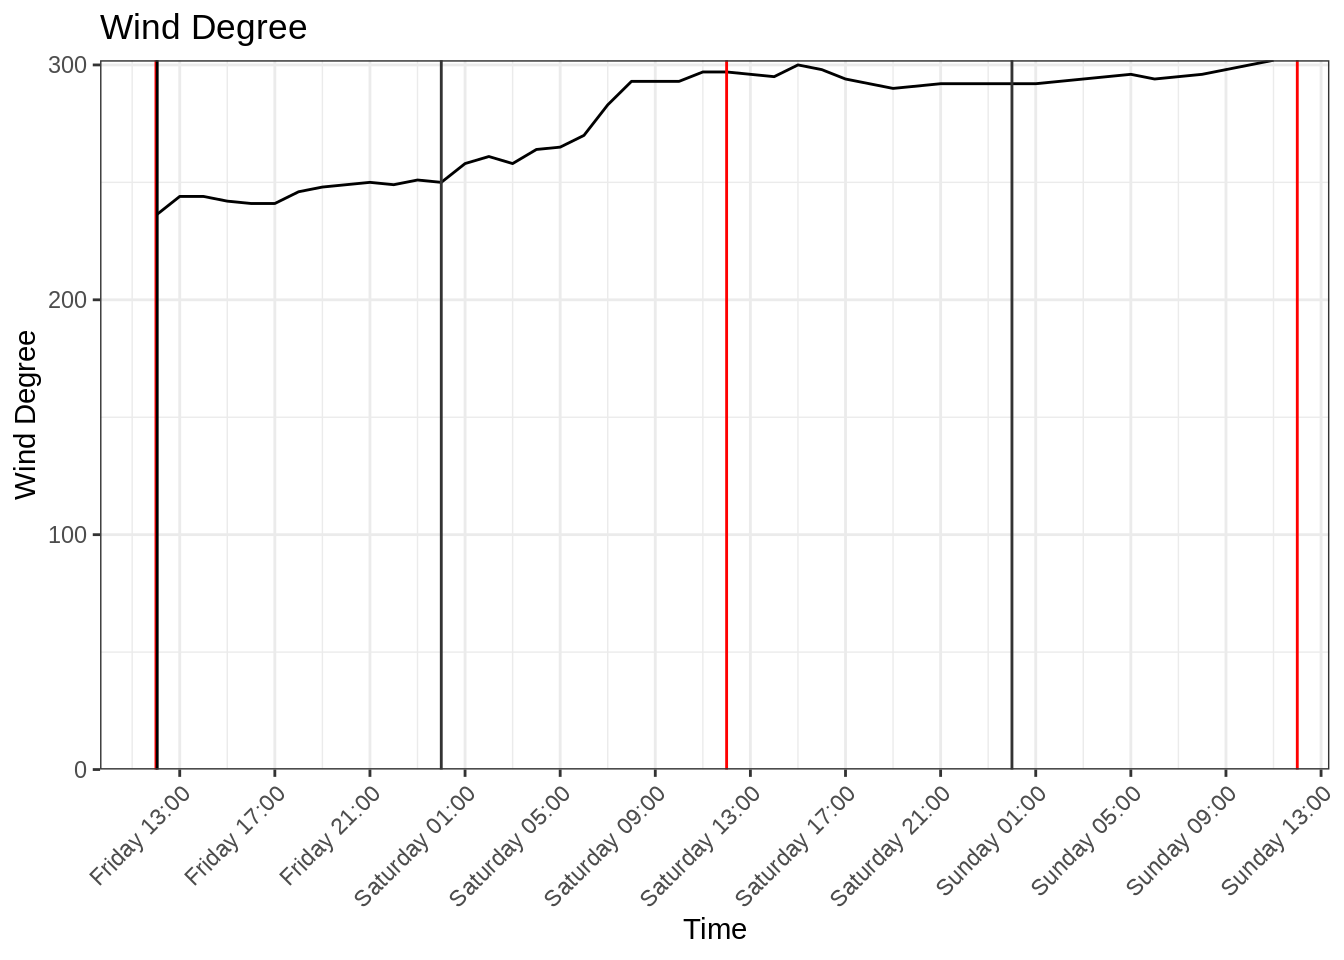 Wind Degree
300
200
100
0
Wind Degree
Friday 13:00
Friday 17:00
Friday 21:00
Saturday 01:00
Saturday 05:00
Saturday 09:00
Saturday 13:00
Saturday 17:00
Saturday 21:00
Sunday 01:00
Sunday 05:00
Sunday 09:00
Sunday 13:00
Time